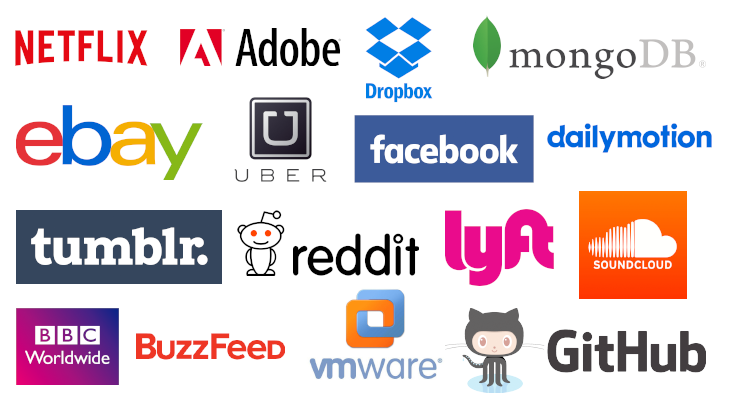 NETFLIX
Adobe
Dropbox
mongoDB
ebay
UBER
facebook
dailymotion
tumblr.
reddit
lyft
SOUNDCLOUD
BBC
Worldwide
BUZZFEED
vmware®
GitHub